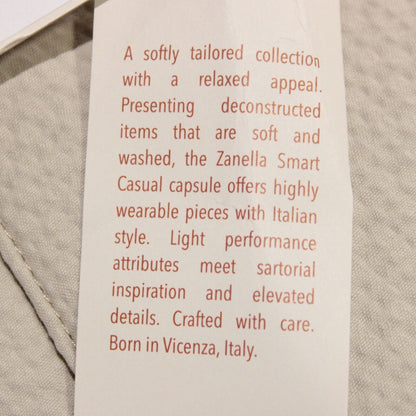 A softly tailored collection
with a relaxed appeal.
Presenting deconstructed
items that are soft and
washed, the Zanella Smart
Casual capsule offers highly
wearable pieces with Italian
style. Light performance
attributes meet sartorial
inspiration and elevated
details. Crafted with care.
Born in Vicenza, Italy.